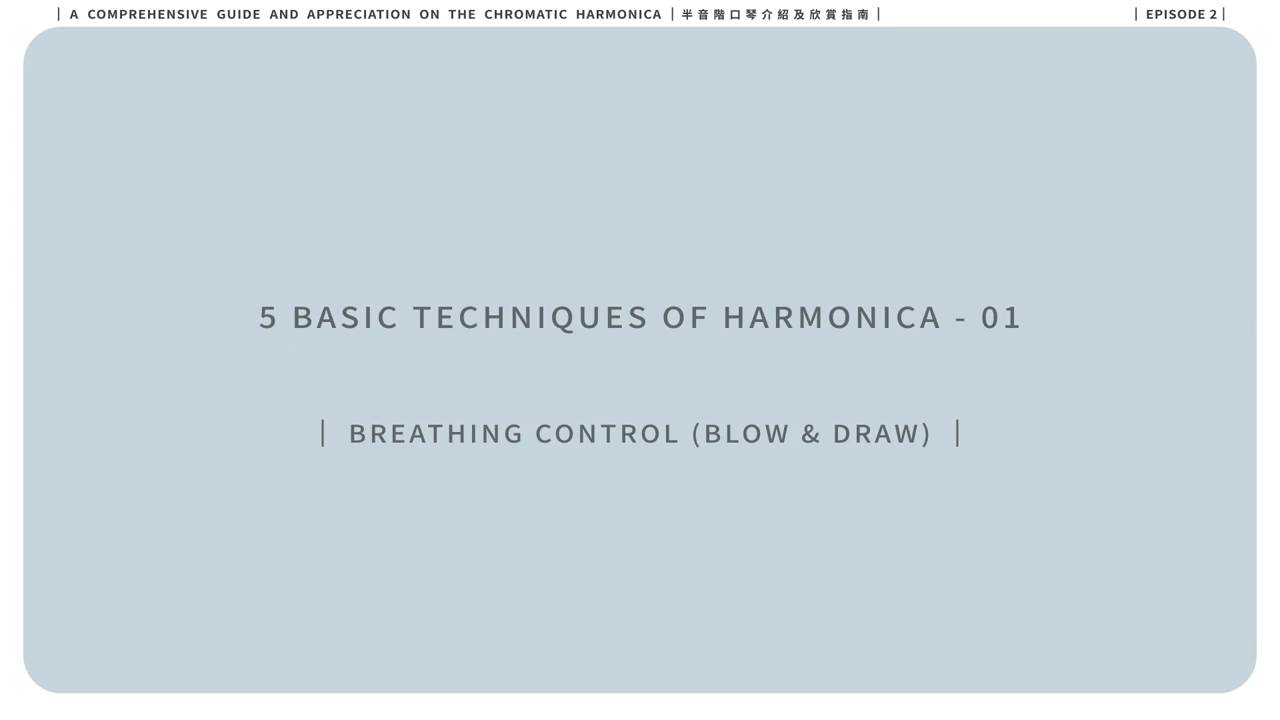 | A COMPREHENSIVE GUIDE AND APPRECIATION ON THE CHROMATIC HARMONICA | 半音階口琴介紹及欣賞指南 | | EPISODE 2 |
5 BASIC TECHNIQUES OF HARMONICA - 01
| BREATHING CONTROL (BLOW & DRAW) |